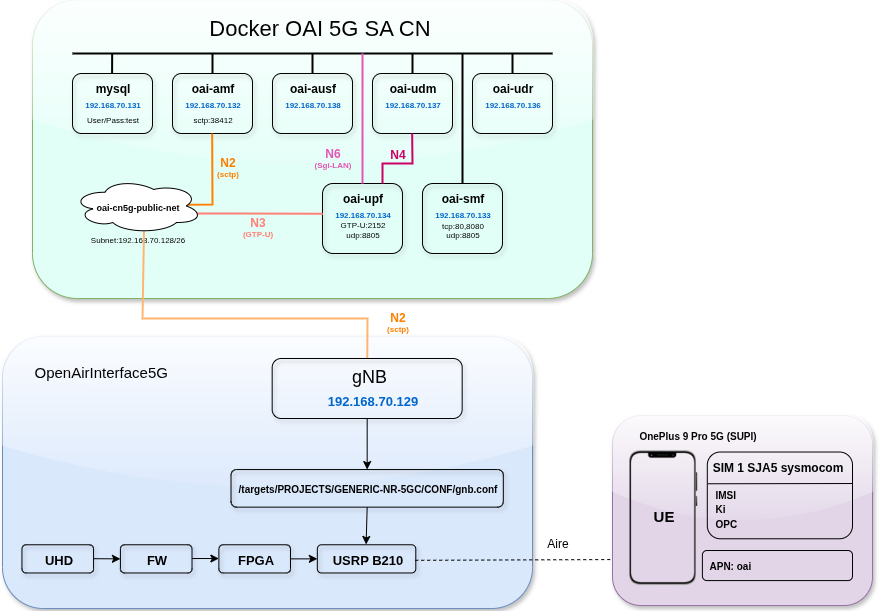 Docker OAI 5G SA CN
mysql
192.168.70.131
User/Pass:test
oai-amf
192.168.70.132
sctp:38412
oai-ausf
192.168.70.138
oai-udm
192.168.70.137
oai-udr
192.168.70.136
N2
(sctp)
N6
(Sgi-LAN)
N4
oai-cn5g-public-net
Subnet:192.168.70.128/26
N3
(GTP-U)
oai-upf
192.168.70.134
GTP-U:2152
udp:8805
oai-smf
192.168.70.133
tcp:80,8080
udp:8805
N2
(sctp)
OpenAirInterface5G
gNB
192.168.70.129
/targets/PROJECTS/GENERIC-NR-5GC/CONF/gnb.conf
UHD
FW
FPGA
USRP B210
Aire
OnePlus 9 Pro 5G (SUPI)
UE
SIM 1 SJA5 sysmocom
IMSI
Ki
OPC
APN: oai